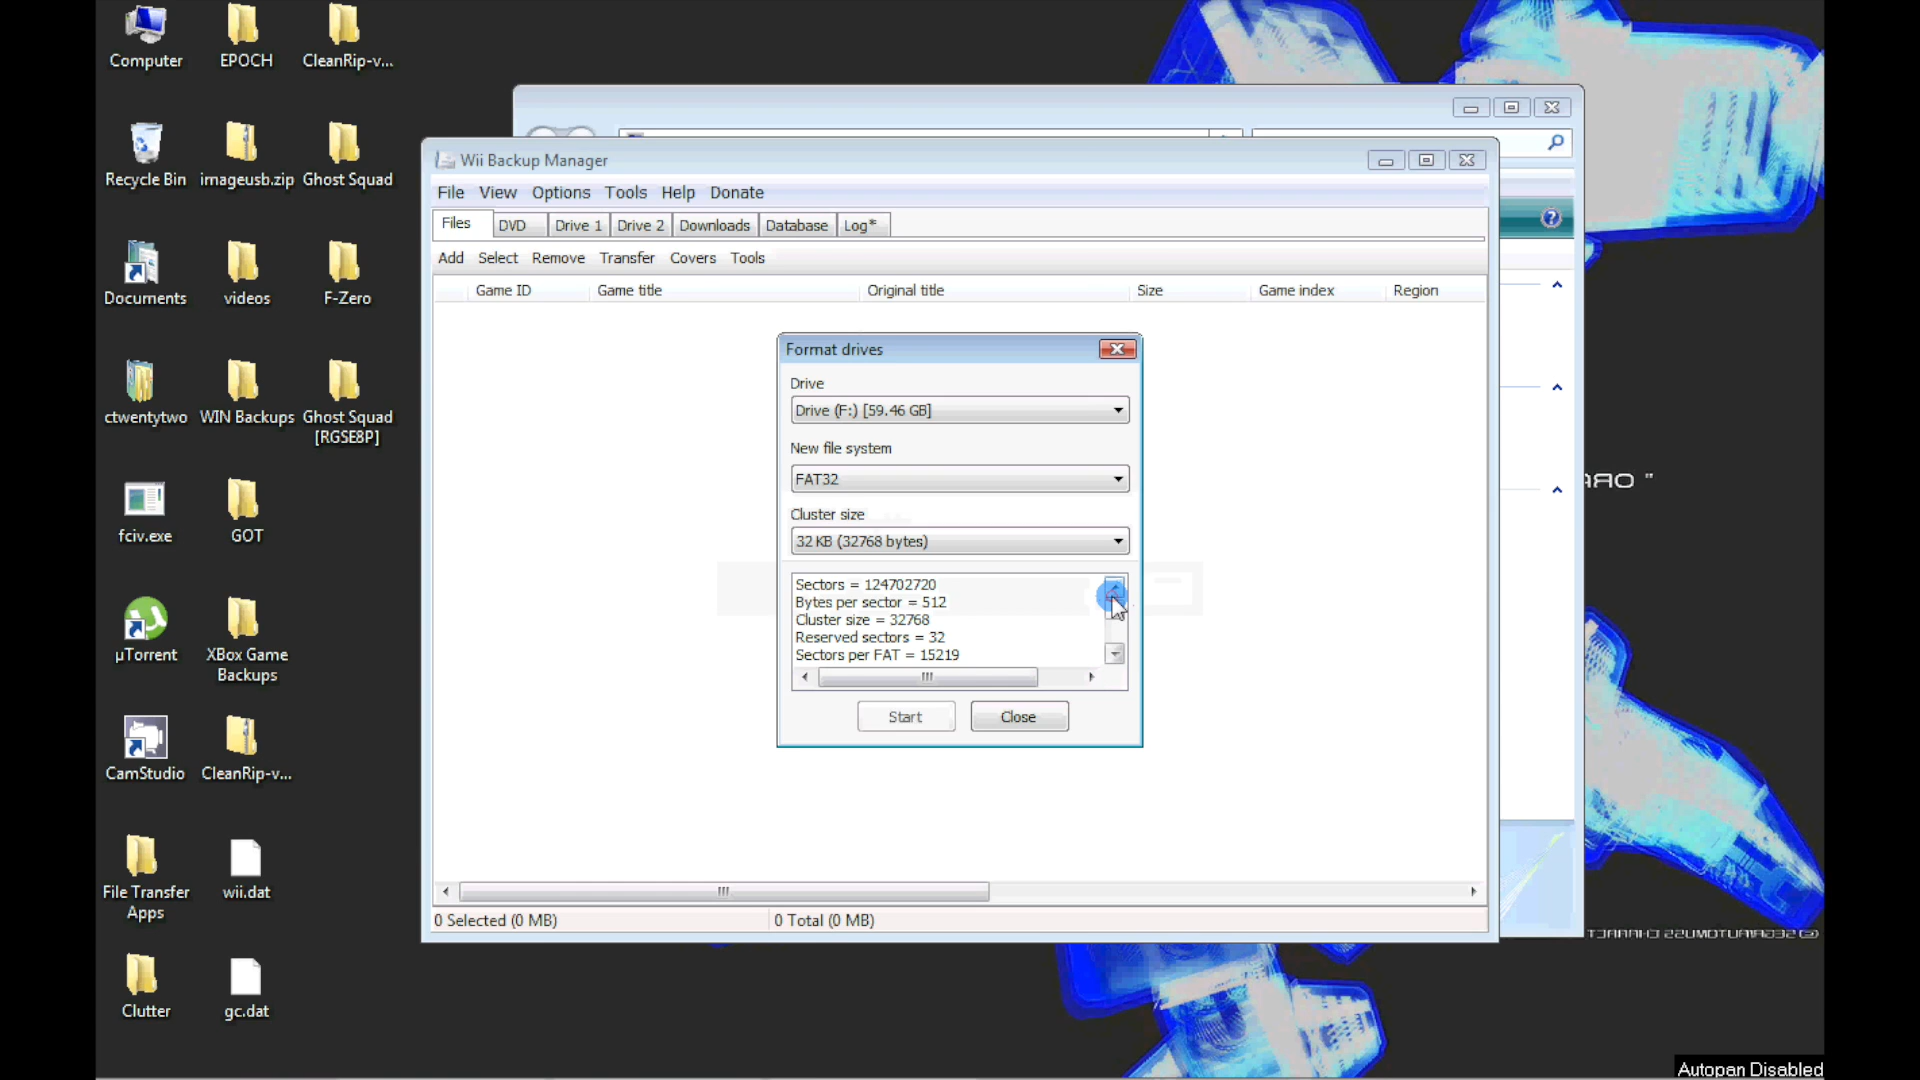 Computer
EPOCH
CleanRip-v...
Recycle Bin
imageusb.zip
Ghost Squad
Documents
videos
F-Zero
ctwentytwo
WIN Backups
Ghost Squad
[RGSE8P]
fciv.exe
GOT
µTorrent
XBox Game
Backups
CamStudio
CleanRip-v...
File Transfer
Apps
wii.dat
Clutter
gc.dat
Wii Backup Manager
File View Options Tools Help Donate
Files DVD Drive 1 Drive 2 Downloads Database Log*
Add Select Remove Transfer Covers Tools
Game ID Game title Original title Size Game index Region
Format drives
Drive
Drive (F:) [59.46 GB]
New file system
FAT32
Cluster size
32 KB (32768 bytes)
Sectors = 124702720
Bytes per sector = 512
Cluster size = 32768
Reserved sectors = 32
Sectors per FAT = 15219
Start Close
0 Selected (0 MB) 0 Total (0 MB)
Autopan Disabled